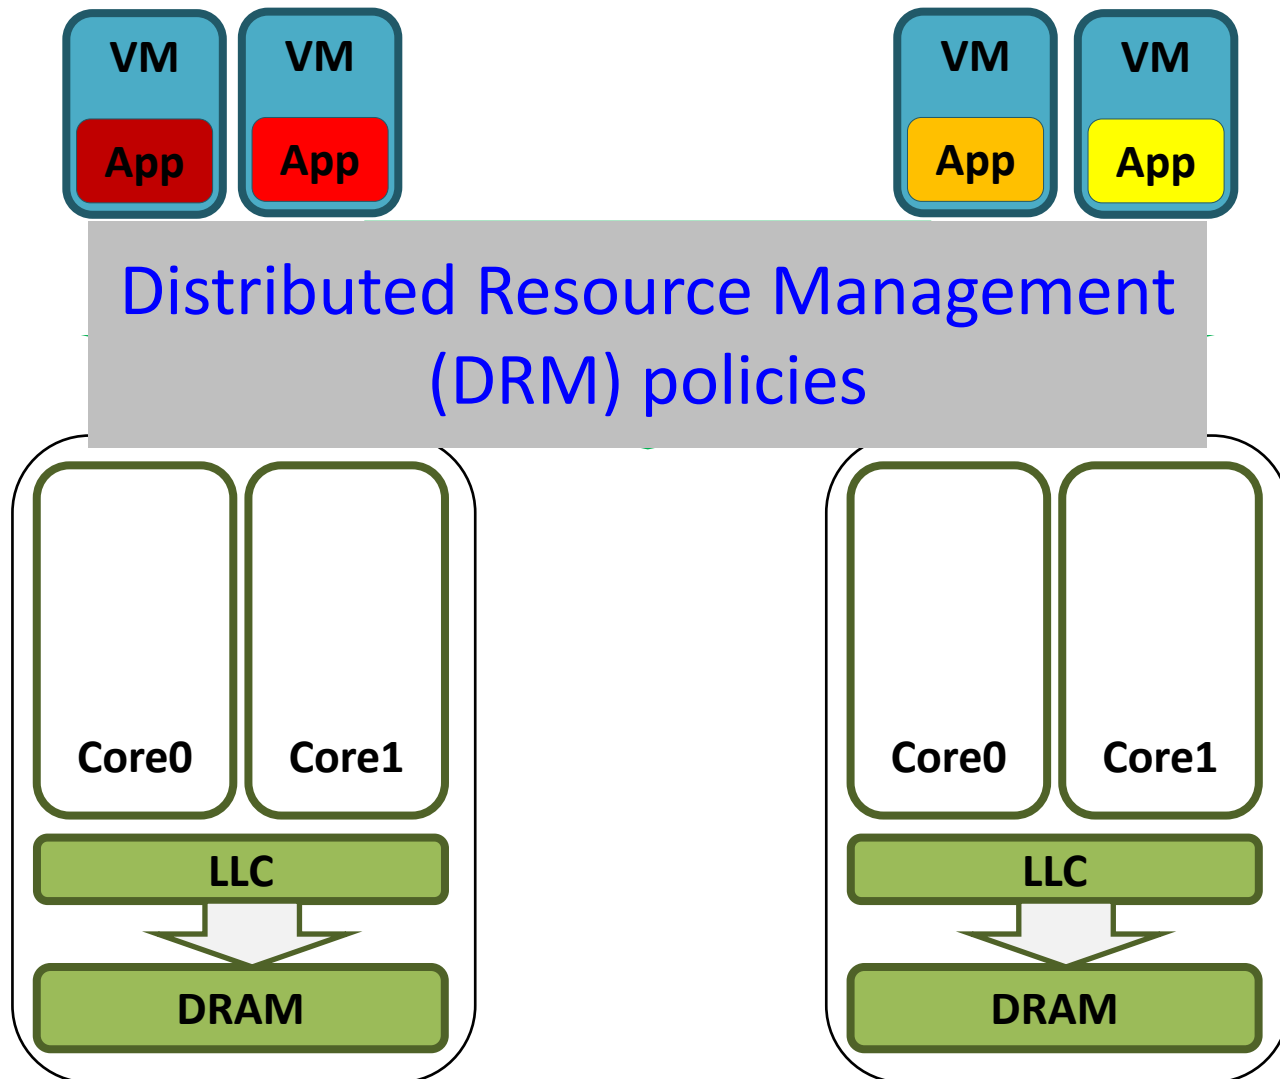 VM VM VM VM
App App App App
Distributed Resource Management
(DRM) policies
Core0 Core1 Core0 Core1
LLC LLC
DRAM DRAM